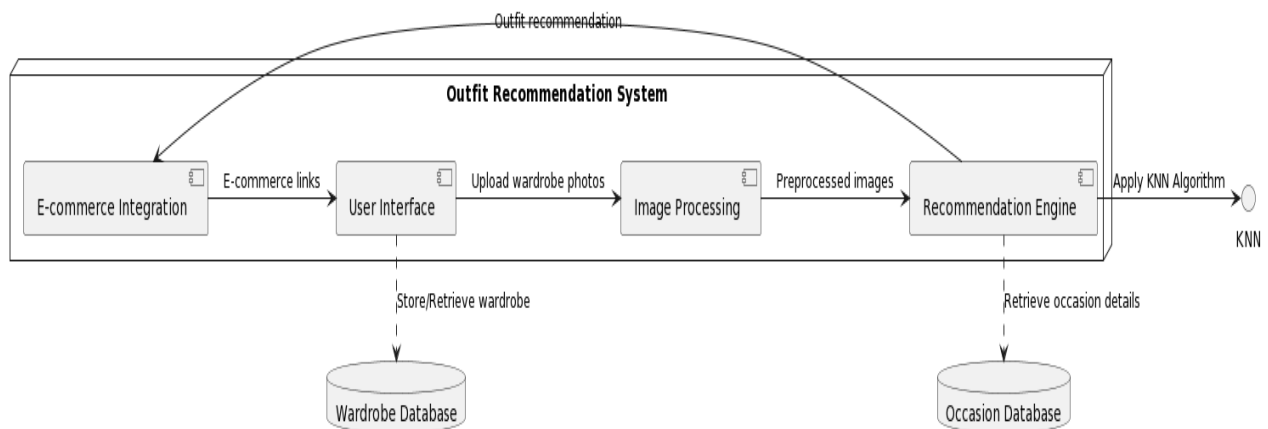 Outfit recommendation
Outfit Recommendation System
E-commerce Integration
E-commerce links
User Interface
Upload wardrobe photos
Image Processing
Preprocessed images
Recommendation Engine
Apply KNN Algorithm
KNN
Store/Retrieve wardrobe
Retrieve occasion details
Wardrobe Database
Occasion Database